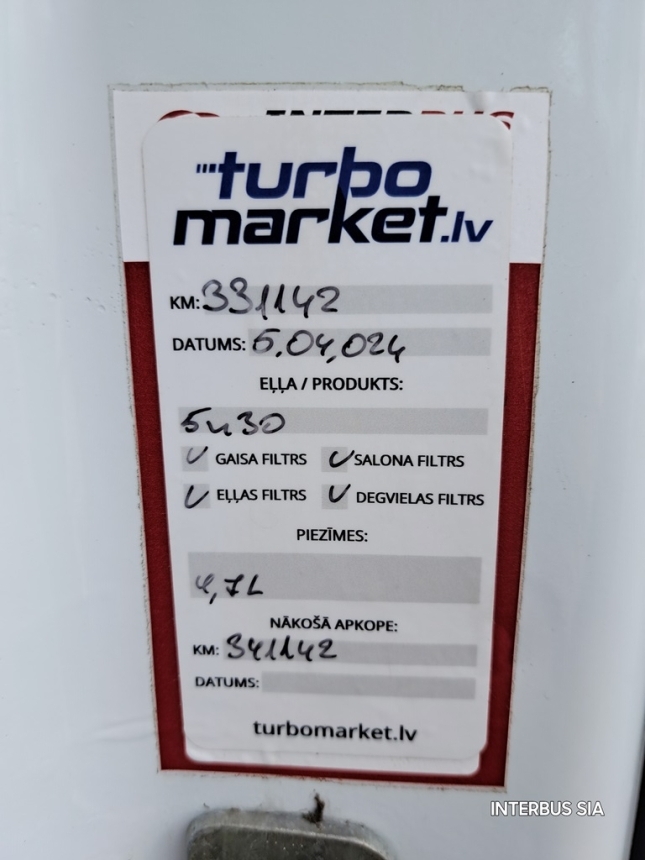 INTERBUS
turbo
market.lv
KM: 331142
DATUMS: 5.04,024
EĻĻA / PRODUKTS:
5w30
✓ GAISA FILTRS ✓ SALONA FILTRS
✓ EĻĻAS FILTRS ✓ DEGVIELAS FILTRS
PIEZĪMES:
4,7L
NĀKOŠĀ APKOPE:
KM: 341142
DATUMS:
turbomarket.lv
INTERBUS SIA